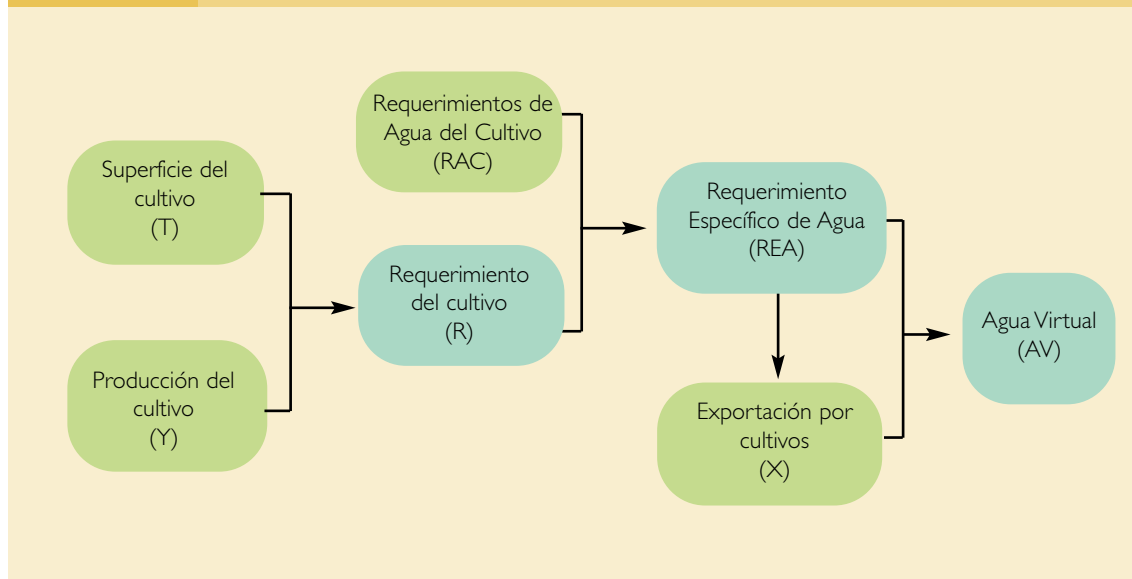 Superficie del
cultivo
(T)
Producción del
cultivo
(Y)
Requerimientos de
Agua del Cultivo
(RAC)
Requerimiento
del cultivo
(R)
Requerimiento
Específico de Agua
(REA)
Exportación por
cultivos
(X)
Agua Virtual
(AV)